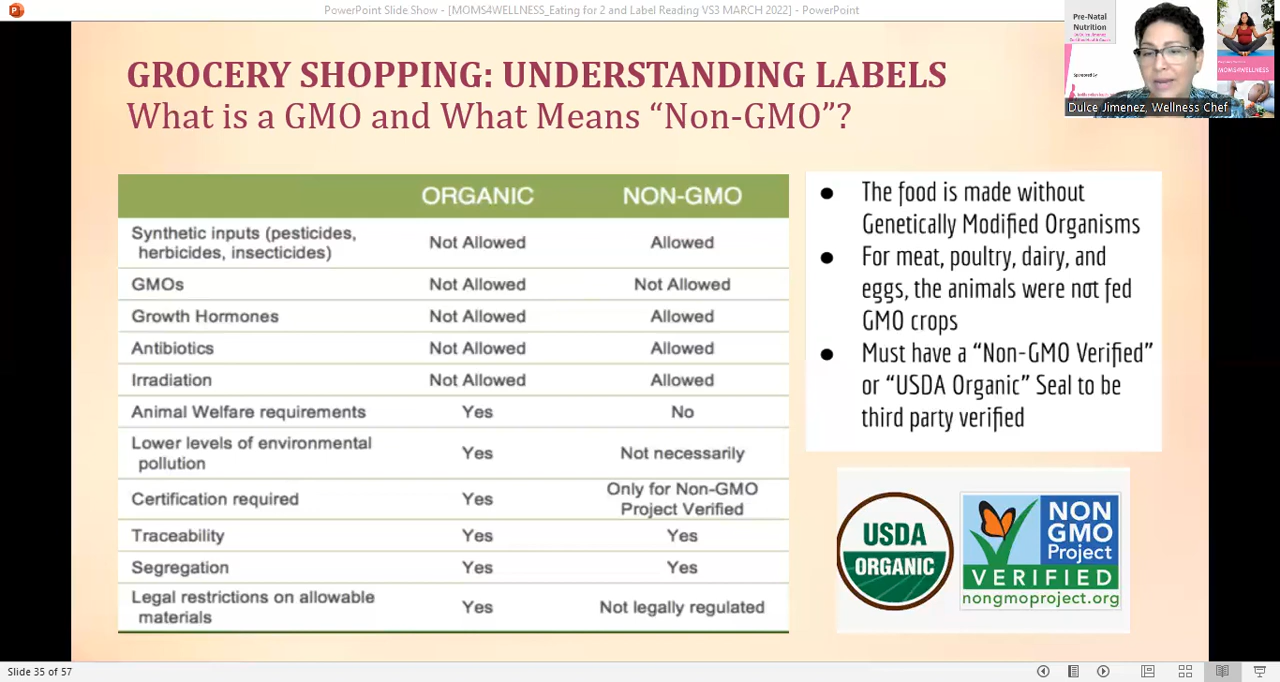 PowerPoint Slide Show - [MOMS4WELLNESS_Eating for 2 and Label Reading VS3 MARCH 2022] - PowerPoint
Pre-Natal
Nutrition
Sponsored by
MOMS4WELLNESS
Dulce Jimenez, Wellness Chef
GROCERY SHOPPING: UNDERSTANDING LABELS
What is a GMO and What Means “Non-GMO”?
ORGANIC NON-GMO
Synthetic inputs (pesticides,
herbicides, insecticides) Not Allowed Allowed
GMOs Not Allowed Not Allowed
Growth Hormones Not Allowed Allowed
Antibiotics Not Allowed Allowed
Irradiation Not Allowed Allowed
Animal Welfare requirements Yes No
Lower levels of environmental
pollution Yes Not necessarily
Certification required Yes Only for Non-GMO
Project Verified
Traceability Yes Yes
Segregation Yes Yes
Legal restrictions on allowable
materials Yes Not legally regulated
● The food is made without
Genetically Modified Organisms
● For meat, poultry, dairy, and
eggs, the animals were not fed
GMO crops
● Must have a “Non-GMO Verified”
or “USDA Organic” Seal to be
third party verified
USDA
ORGANIC
NON
GMO
Project
VERIFIED
nongmoproject.org
Slide 35 of 57